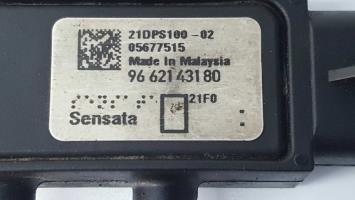 21DPS100-02
05677515
Made In Malaysia
96 621 431 80
21F0
Sensata